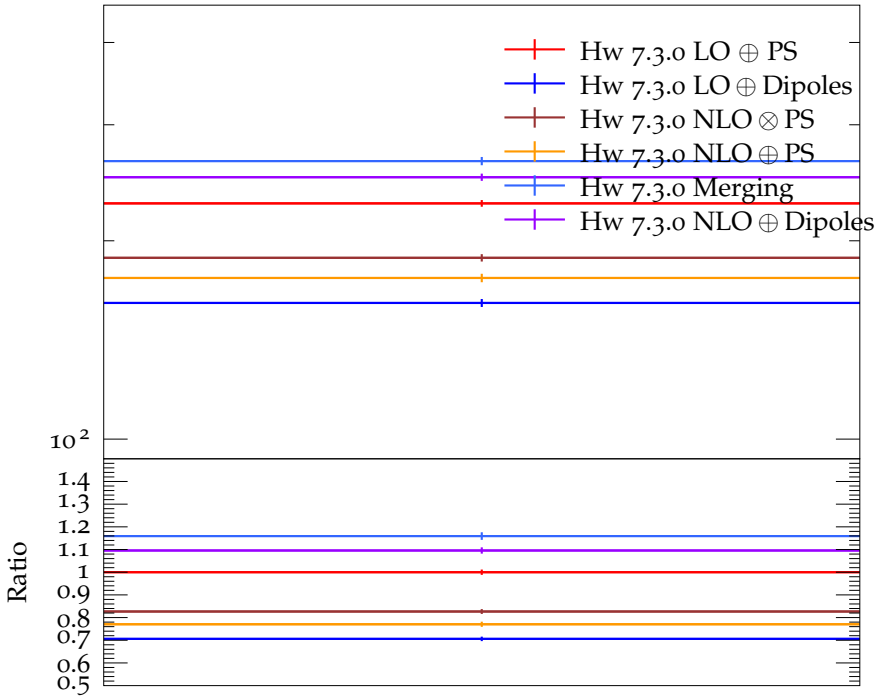 Hw 7.3.0 LO ⊕ PS
Hw 7.3.0 LO ⊕ Dipoles
Hw 7.3.0 NLO ⊗ PS
Hw 7.3.0 NLO ⊕ PS
Hw 7.3.0 Merging
Hw 7.3.0 NLO ⊕ Dipoles
10²
1.4
1.3
1.2
1.1
1
0.9
0.8
0.7
0.6
0.5
Ratio